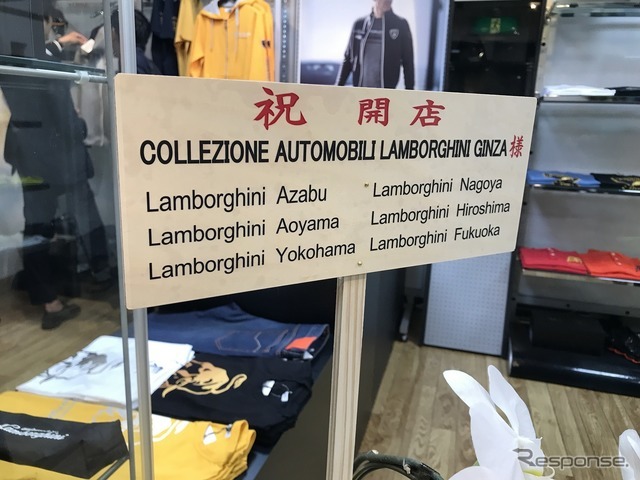 祝 開店
COLLEZIONE AUTOMOBILI LAMBORGHINI GINZA様
Lamborghini Azabu
Lamborghini Aoyama
Lamborghini Yokohama
Lamborghini Nagoya
Lamborghini Hiroshima
Lamborghini Fukuoka
Lamborghini
Response.